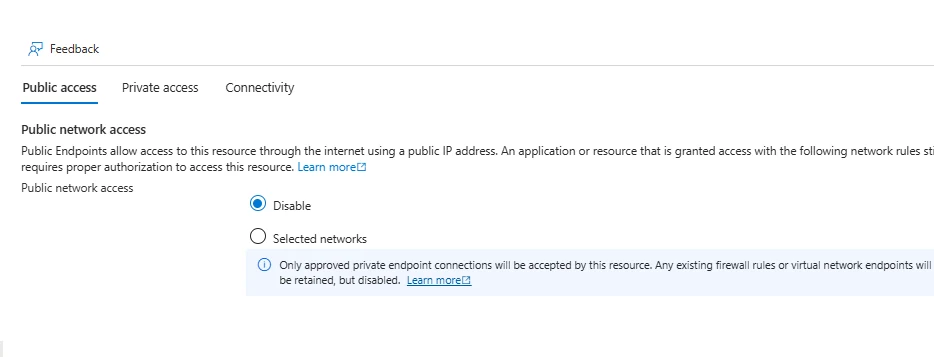 Feedback
Public access Private access Connectivity
Public network access
Public Endpoints allow access to this resource through the internet using a public IP address. An application or resource that is granted access with the following network rules
requires proper authorization to access this resource. Learn more
Public network access
Disable
Selected networks
Only approved private endpoint connections will be accepted by this resource. Any existing firewall rules or virtual network endpoints will
be retained, but disabled. Learn more